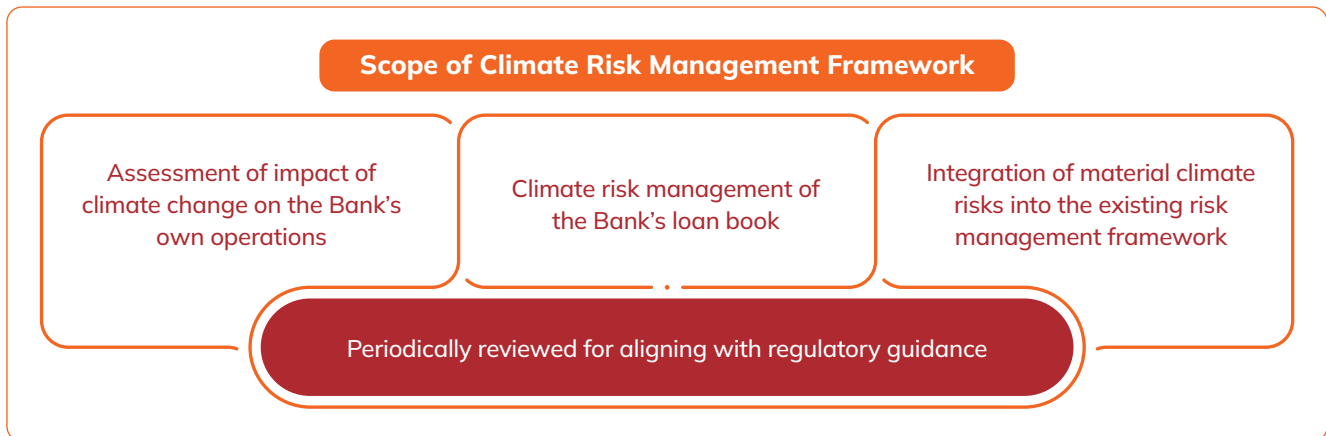 Scope of Climate Risk Management Framework
Assessment of impact of
climate change on the Bank’s
own operations
Climate risk management of
the Bank’s loan book
Integration of material climate
risks into the existing risk
management framework
Periodically reviewed for aligning with regulatory guidance